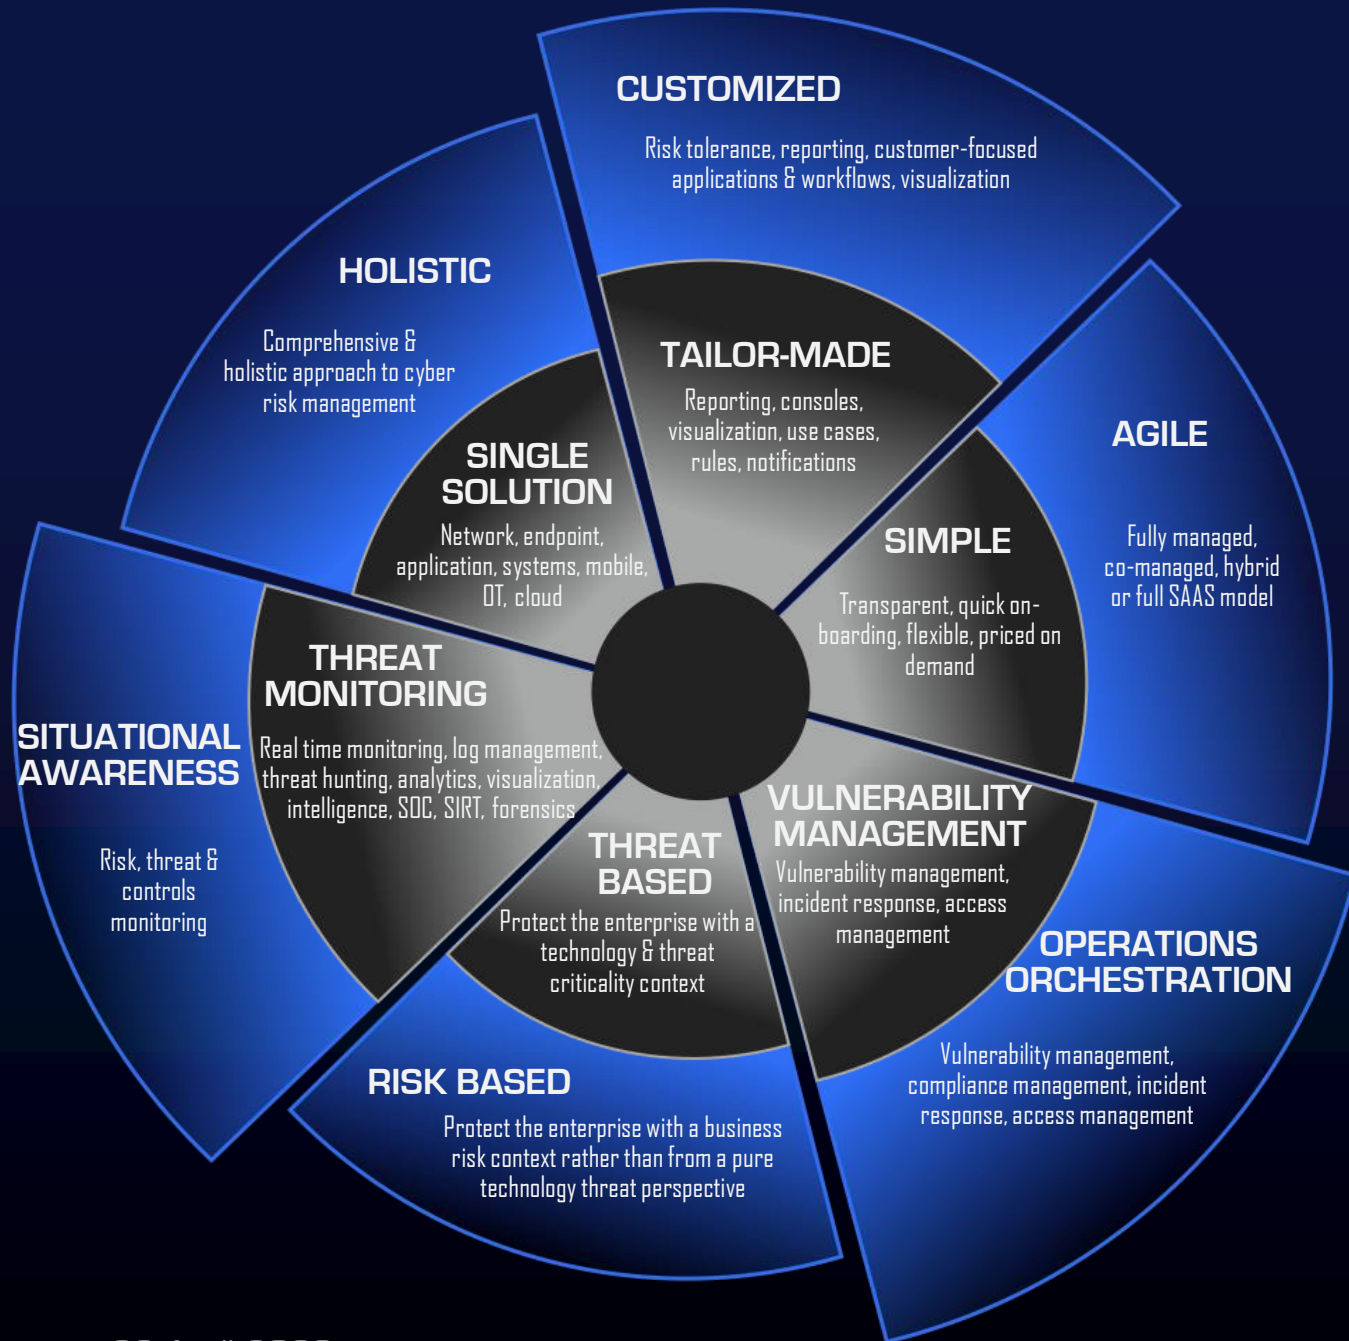 CUSTOMIZED
Risk tolerance, reporting, customer-focused
applications & workflows, visualization
HOLISTIC
Comprehensive &
holistic approach to cyber
risk management
TAILOR-MADE
Reporting, consoles,
visualization, use cases,
rules, notifications
AGILE
Fully managed,
co-managed, hybrid
or full SAAS model
SINGLE
SOLUTION
Network, endpoint,
application, systems, mobile,
OT, cloud
SIMPLE
Transparent, quick on-
boarding, flexible, priced on
demand
THREAT
MONITORING
Real time monitoring, log management,
threat hunting, analytics, visualization,
intelligence, SOC, SIRT, forensics
SITUATIONAL
AWARENESS
Risk, threat &
controls
monitoring
VULNERABILITY
MANAGEMENT
Vulnerability management,
incident response, access
management
THREAT
BASED
Protect the enterprise with a
technology & threat
criticality context
OPERATIONS
ORCHESTRATION
Vulnerability management,
compliance management, incident
response, access management
RISK BASED
Protect the enterprise with a business
risk context rather than from a pure
technology threat perspective